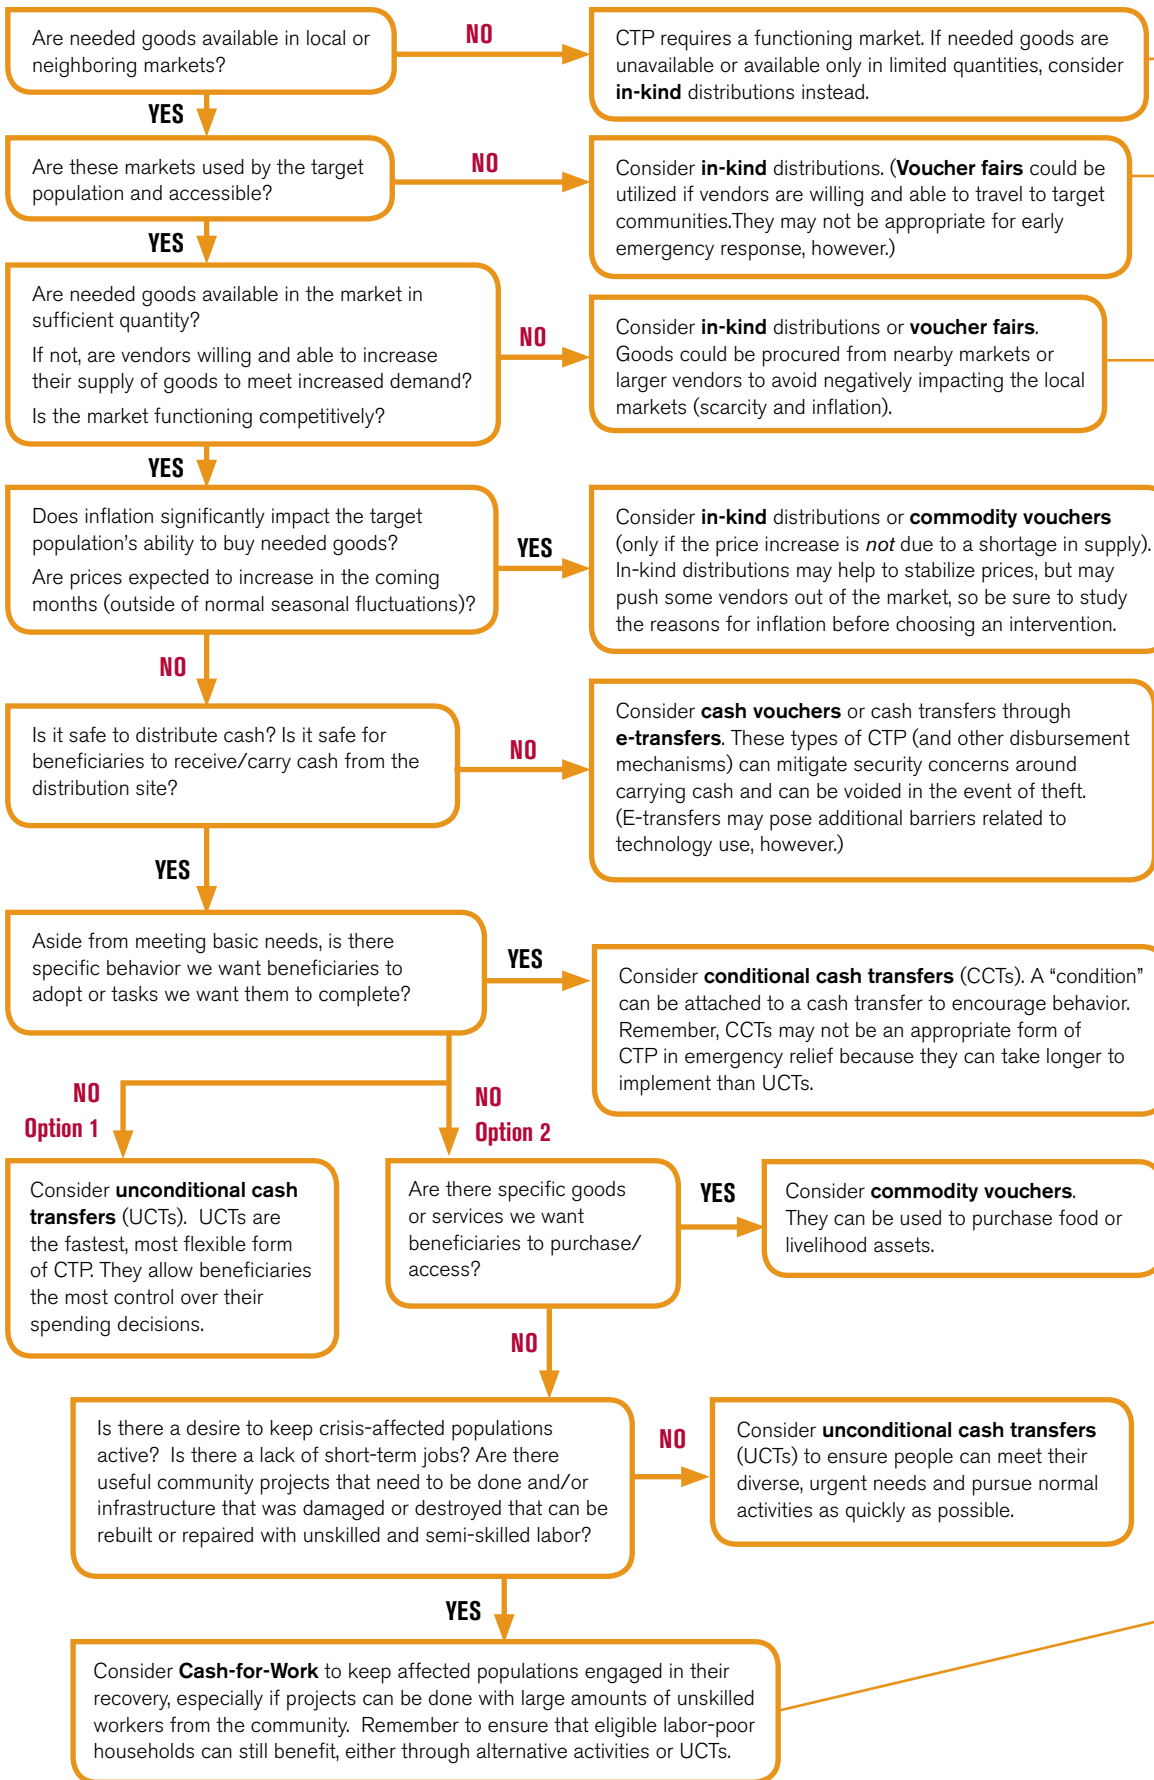 Are needed goods available in local or
neighboring markets?
NO
CTP requires a functioning market. If needed goods are
unavailable or available only in limited quantities, consider
in-kind distributions instead.
YES
Are these markets used by the target
population and accessible?
NO
Consider in-kind distributions. (Voucher fairs could be
utilized if vendors are willing and able to travel to target
communities.They may not be appropriate for early
emergency response, however.)
YES
Are needed goods available in the market in
sufficient quantity?
If not, are vendors willing and able to increase
their supply of goods to meet increased demand?
Is the market functioning competitively?
NO
Consider in-kind distributions or voucher fairs.
Goods could be procured from nearby markets or
larger vendors to avoid negatively impacting the local
markets (scarcity and inflation).
YES
Does inflation significantly impact the target
population's ability to buy needed goods?
Are prices expected to increase in the coming
months (outside of normal seasonal fluctuations)?
YES
Consider in-kind distributions or commodity vouchers
(only if the price increase is not due to a shortage in supply).
In-kind distributions may help to stabilize prices, but may
push some vendors out of the market, so be sure to study
the reasons for inflation before choosing an intervention.
NO
Is it safe to distribute cash? Is it safe for
beneficiaries to receive/carry cash from the
distribution site?
NO
Consider cash vouchers or cash transfers through
e-transfers. These types of CTP (and other disbursement
mechanisms) can mitigate security concerns around
carrying cash and can be voided in the event of theft.
(E-transfers may pose additional barriers related to
technology use, however.)
YES
Aside from meeting basic needs, is there
specific behavior we want beneficiaries to
adopt or tasks we want them to complete?
YES
Consider conditional cash transfers (CCTs). A “condition”
can be attached to a cash transfer to encourage behavior.
Remember, CCTs may not be an appropriate form of
CTP in emergency relief because they can take longer to
implement than UCTs.
NO
Option 1
NO
Option 2
Consider unconditional cash
transfers (UCTs). UCTs are
the fastest, most flexible form
of CTP. They allow beneficiaries
the most control over their
spending decisions.
Are there specific goods
or services we want
beneficiaries to purchase/
access?
YES
Consider commodity vouchers.
They can be used to purchase food or
livelihood assets.
NO
Is there a desire to keep crisis-affected populations
active? Is there a lack of short-term jobs? Are there
useful community projects that need to be done and/or
infrastructure that was damaged or destroyed that can be
rebuilt or repaired with unskilled and semi-skilled labor?
NO
Consider unconditional cash transfers
(UCTs) to ensure people can meet their
diverse, urgent needs and pursue normal
activities as quickly as possible.
YES
Consider Cash-for-Work to keep affected populations engaged in their
recovery, especially if projects can be done with large amounts of unskilled
workers from the community. Remember to ensure that eligible labor-poor
households can still benefit, either through alternative activities or UCTs.